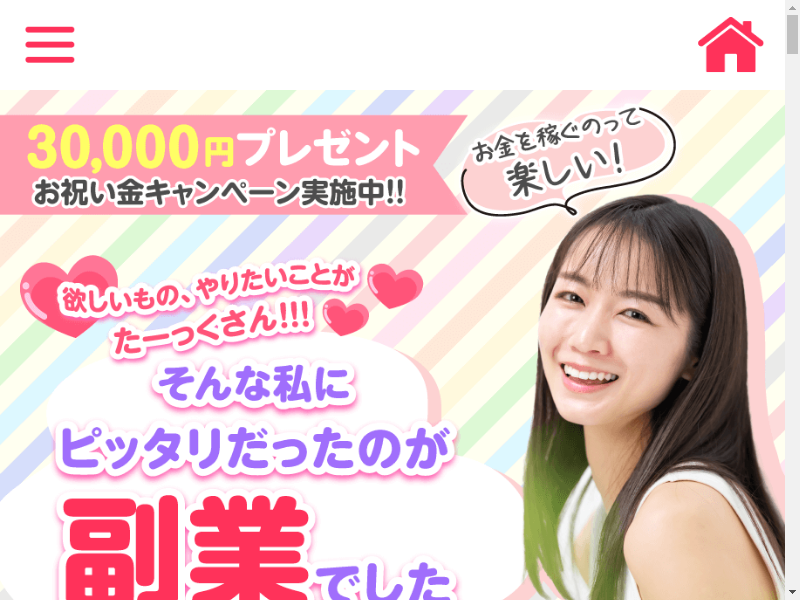 30,000円プレゼント
お祝い金キャンペーン実施中!!
お金を稼ぐのって
楽しい!
欲しいもの、やりたいことが
たーっくさん!!!
そんな私に
ピッタリだったのが
副業でした